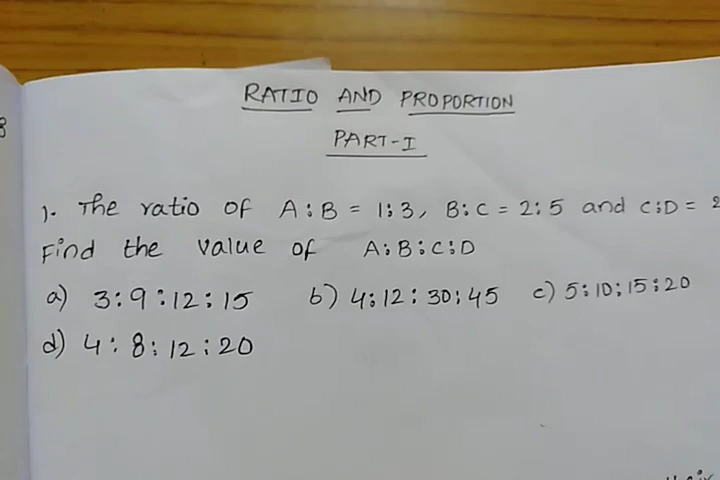 RATIO AND PROPORTION
PART-I
1. The ratio of A:B = 1:3, B:C = 2:5 and C:D = 2
Find the value of A:B:C:D
a) 3:9:12:15 b) 4:12:30:45 c) 5:10:15:20
d) 4:8:12:20